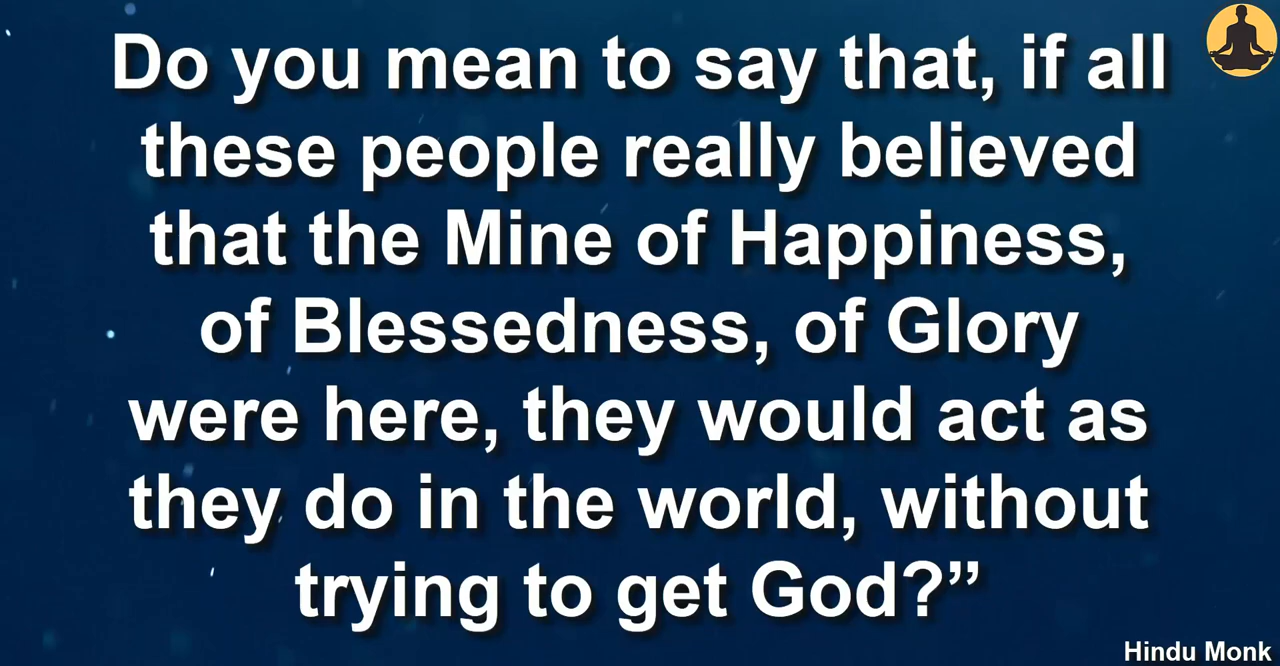 Do you mean to say that, if all
these people really believed
that the Mine of Happiness,
of Blessedness, of Glory
were here, they would act as
they do in the world, without
trying to get God?”
Hindu Monk